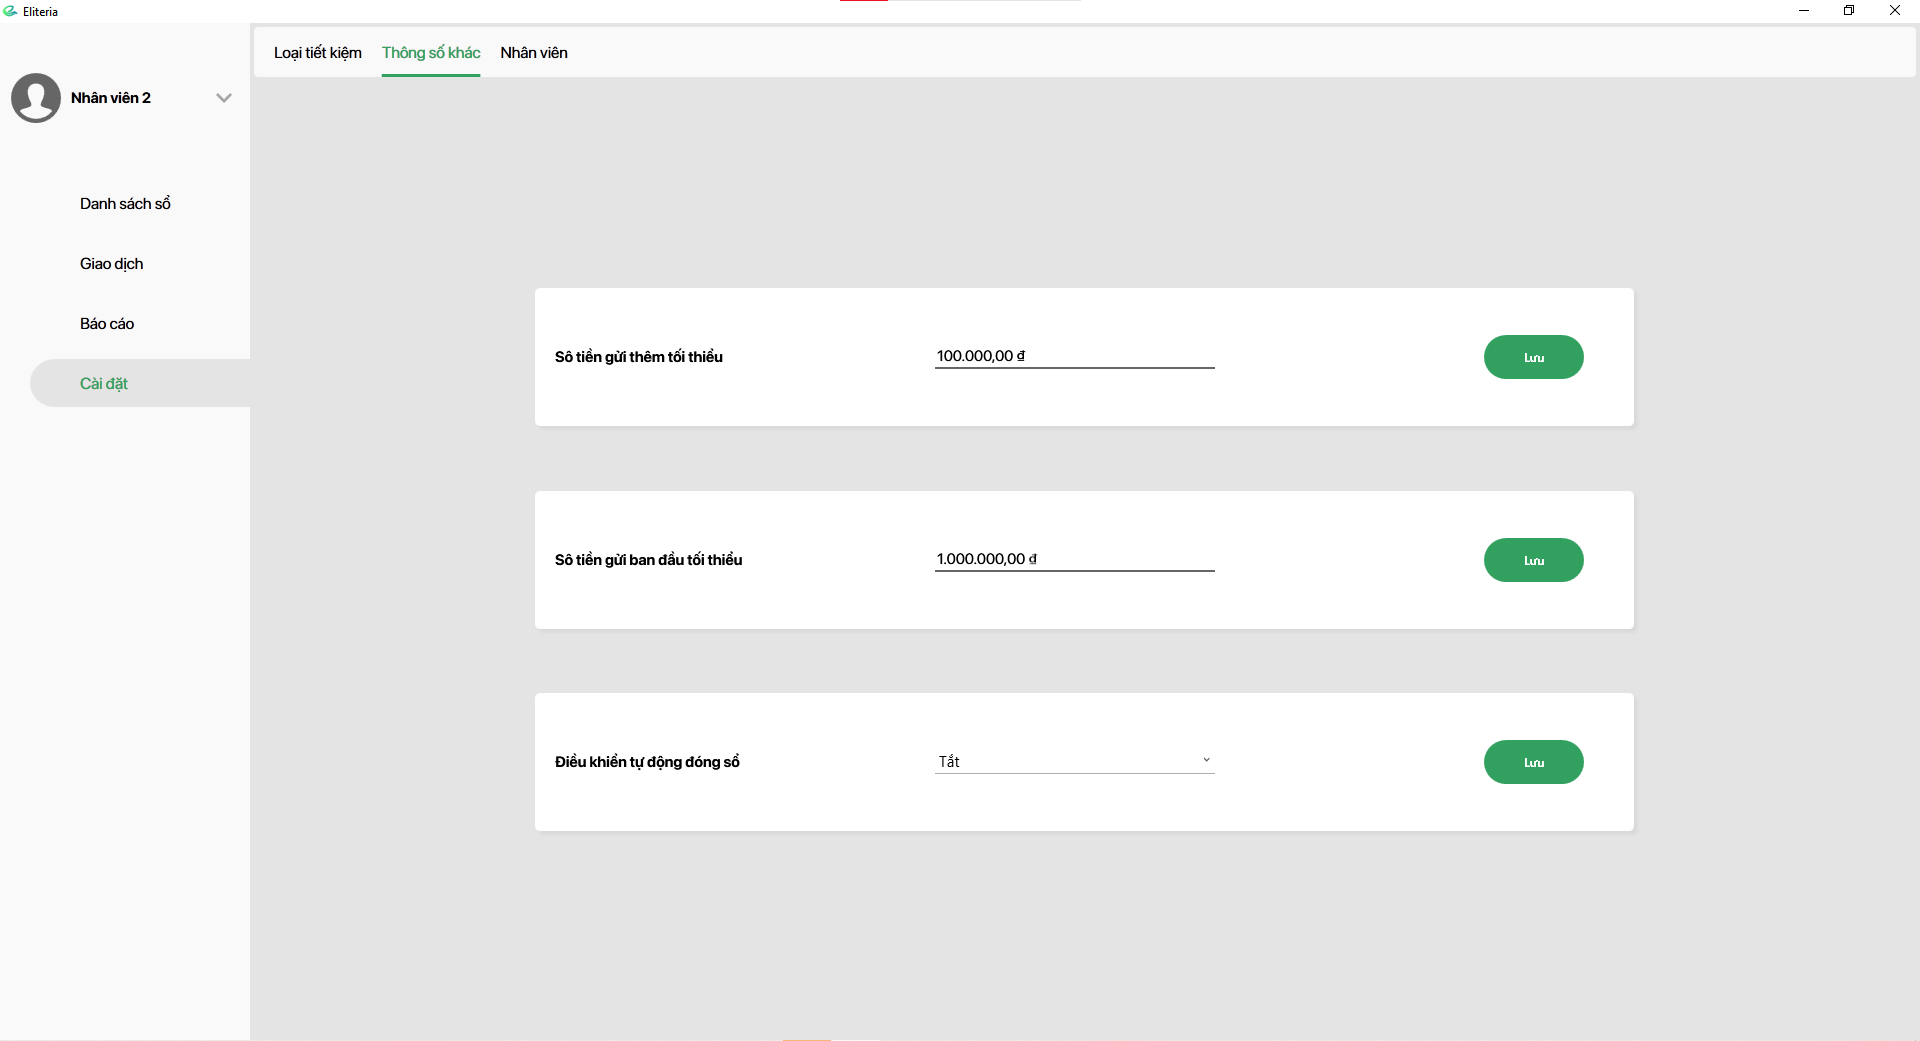 Eliteria
Nhân viên 2
Danh sách sổ
Giao dịch
Báo cáo
Cài đặt
Loại tiết kiệm Thông số khác Nhân viên
Sô tiền gửi thêm tối thiểu 100.000,00 ₫ Lưu
Sô tiền gửi ban đầu tối thiểu 1.000.000,00 ₫ Lưu
Điều khiển tự động đóng sổ Tắt Lưu